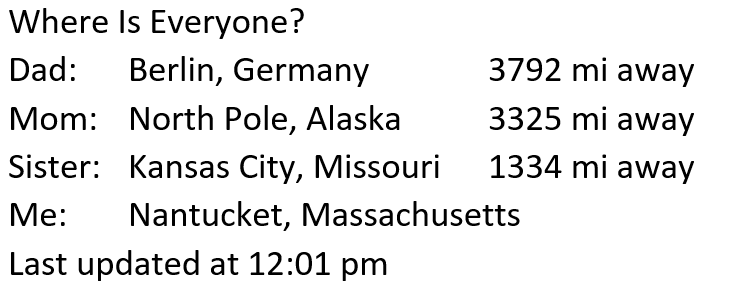 Where Is Everyone?
Dad: Berlin, Germany 3792 mi away
Mom: North Pole, Alaska 3325 mi away
Sister: Kansas City, Missouri 1334 mi away
Me: Nantucket, Massachusetts
Last updated at 12:01 pm